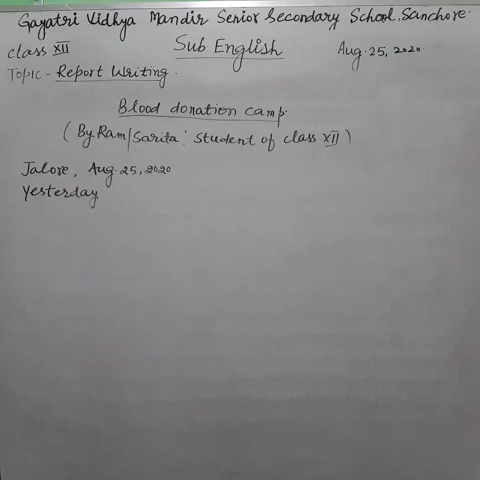 Gayatri Vidhya Mandir Senior Secondary School. Sanchore.
class XII Sub English Aug. 25, 2020.
Topic - Report Writing.
Blood donation camp.
( By Ram/Sarita: Student of class XII )
Jalore, Aug. 25, 2020
Yesterday